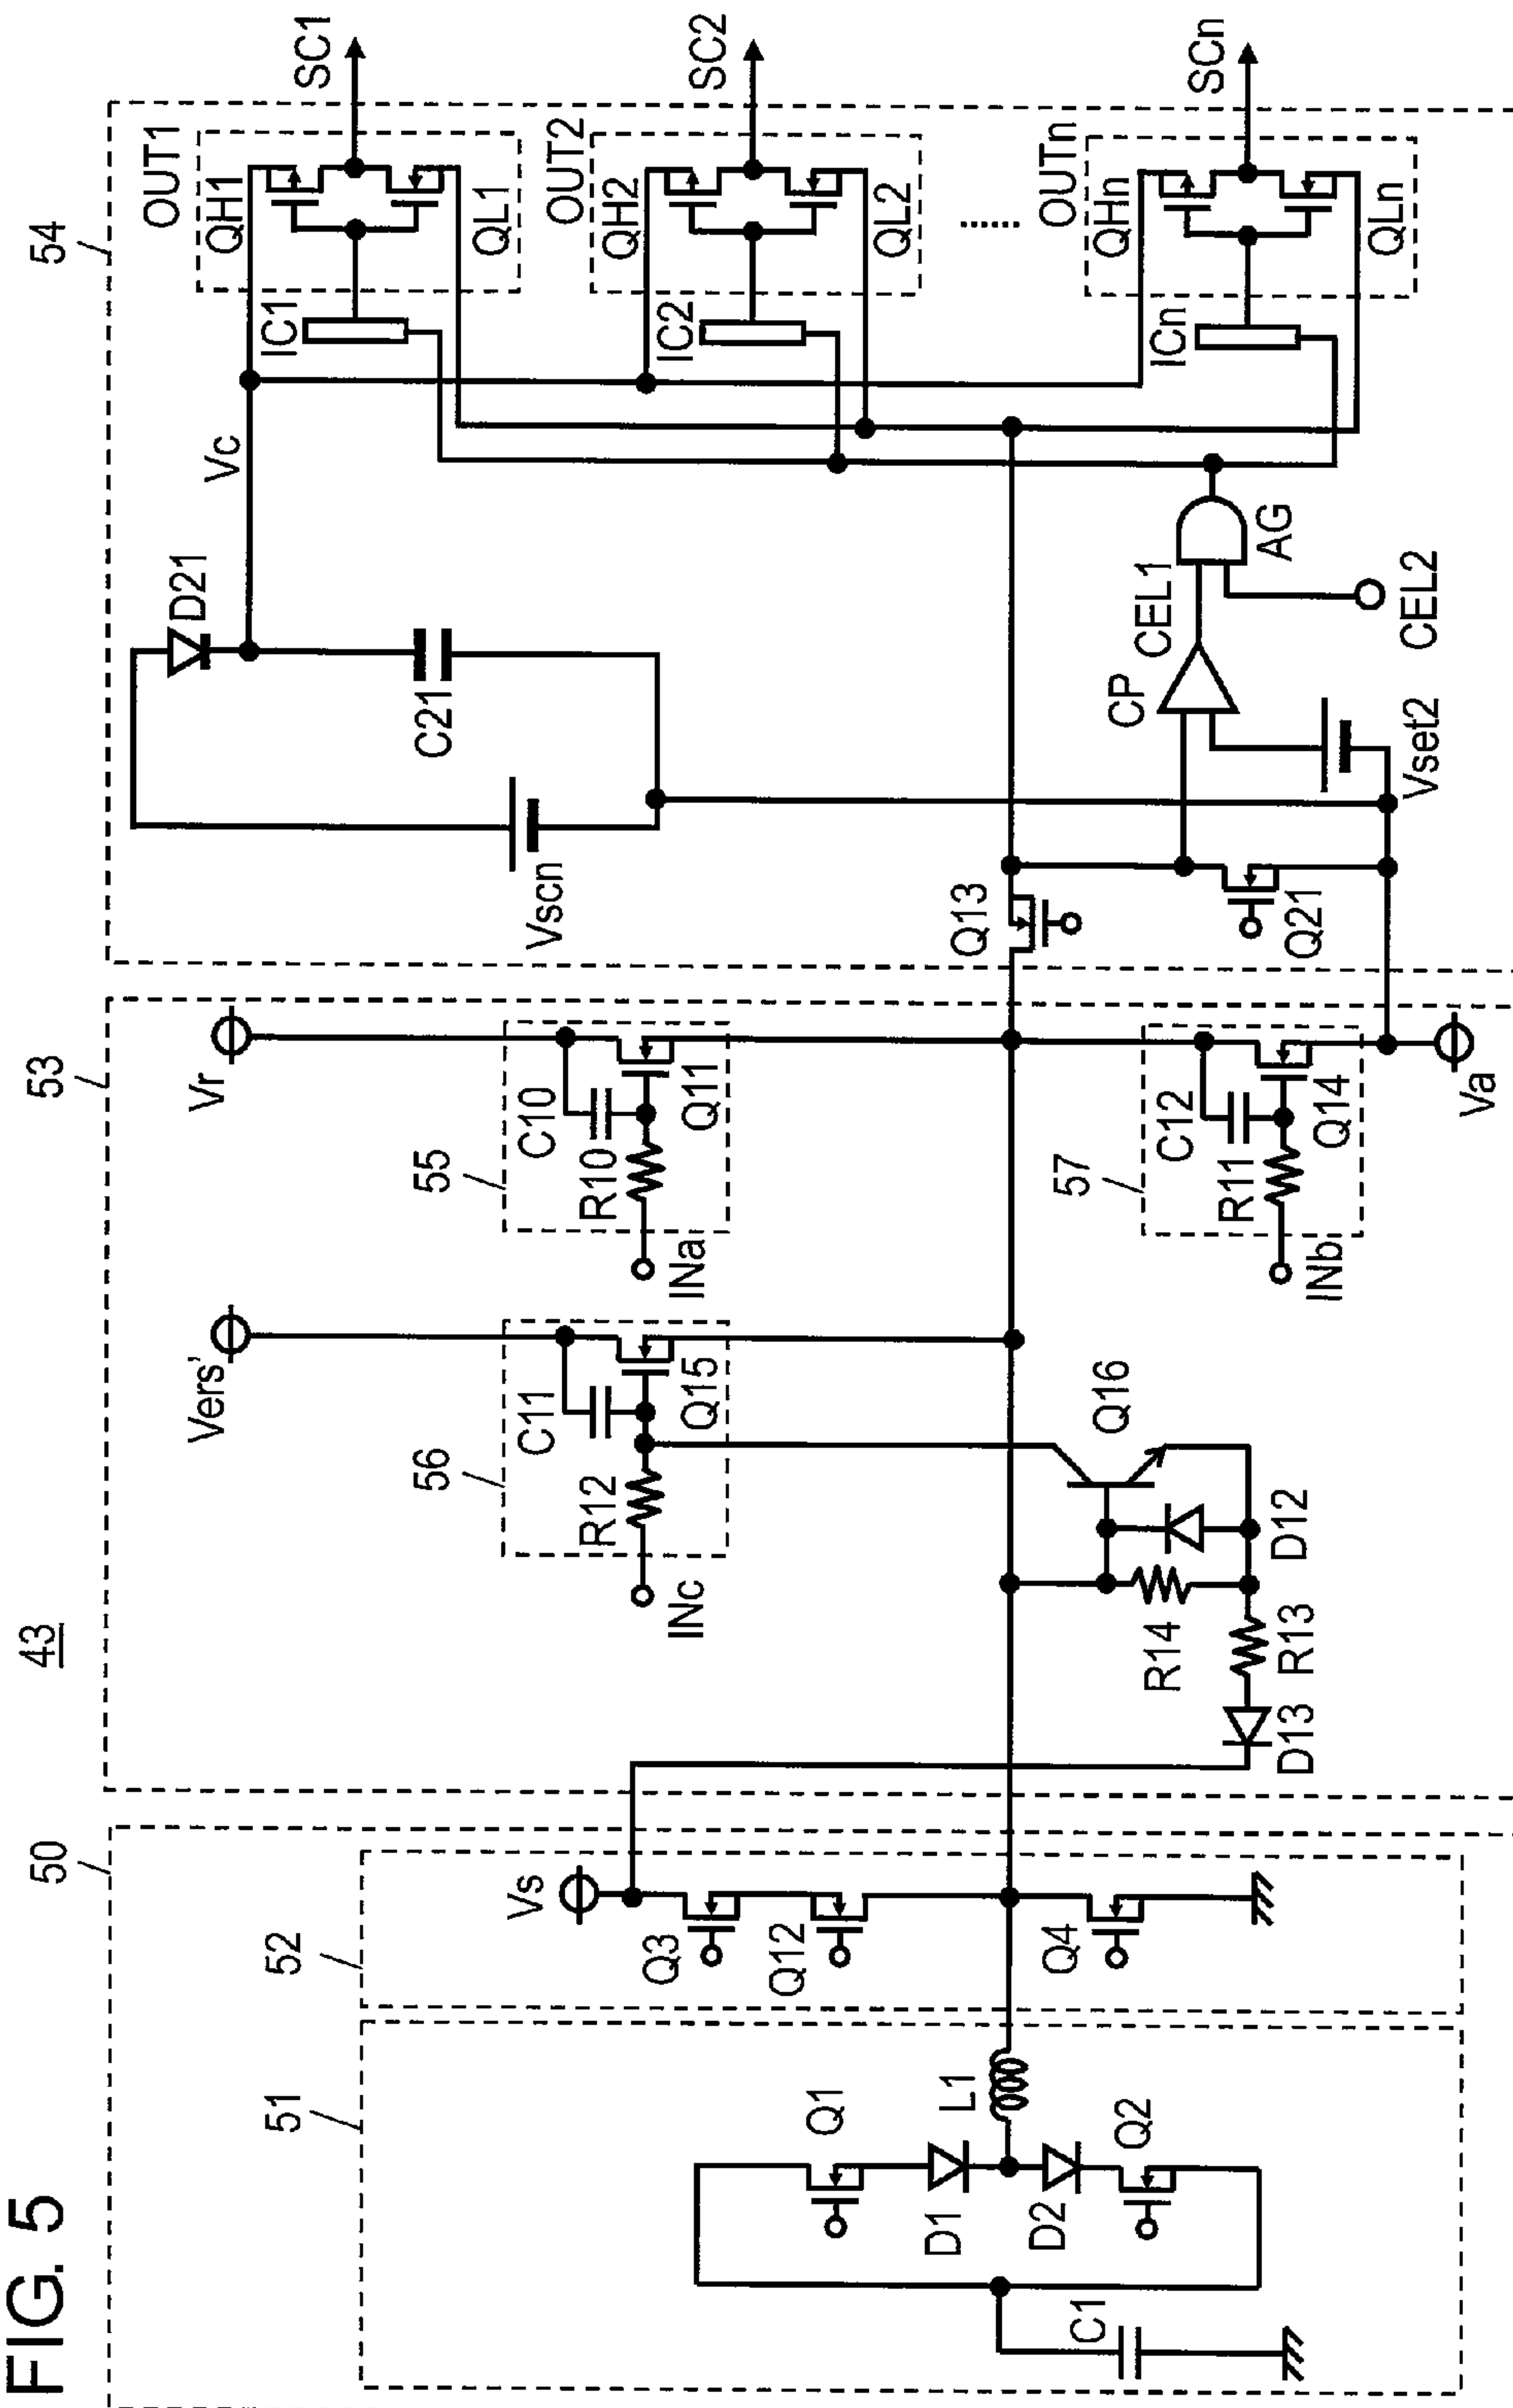 FIG. 5
43
50
51
C1
Q1
D1
D2
Q2
L1
52
Vs
Q3
Q12
Q4
53
Vers'
Vr
56
C11
R12
Q15
INc
55
C10
R10
Q11
INa
Q16
D12
R14
R13
D13
57
C12
R11
Q14
INb
Va
54
Vscn
D21
C21
Vc
Q13
Q21
CP
CEL1
Vset2
AG
CEL2
IC1
OUT1
QH1
QL1
SC1
IC2
OUT2
QH2
QL2
SC2
......
ICn
OUTn
QHn
QLn
SCn